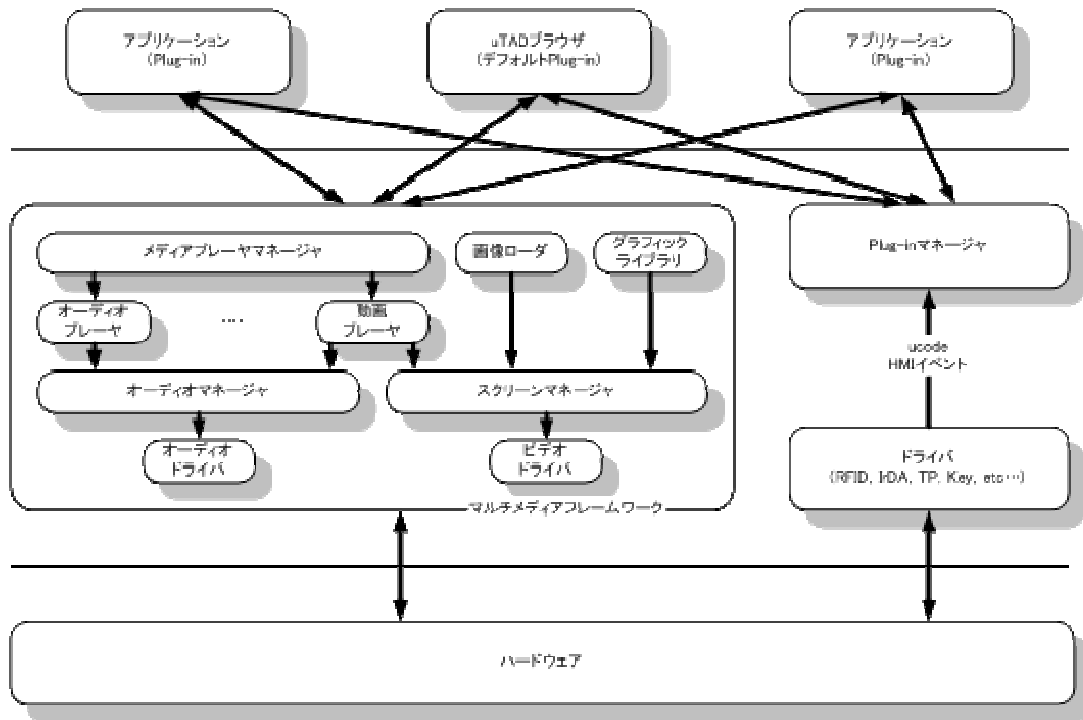 アプリケーション
(Plug-in)
uTADブラウザ
(デフォルトPlug-in)
アプリケーション
(Plug-in)
メディアプレーヤマネージャ
画像ローダ
グラフィック
ライブラリ
Plug-inマネージャ
オーディオ
プレーヤ
....
動画
プレーヤ
ucode
HMIイベント
オーディオマネージャ
スクリーンマネージャ
オーディオ
ドライバ
ビデオ
ドライバ
ドライバ
(RFID, IrDA, TP, Key, etc…)
マルチメディアフレームワーク
ハードウェア